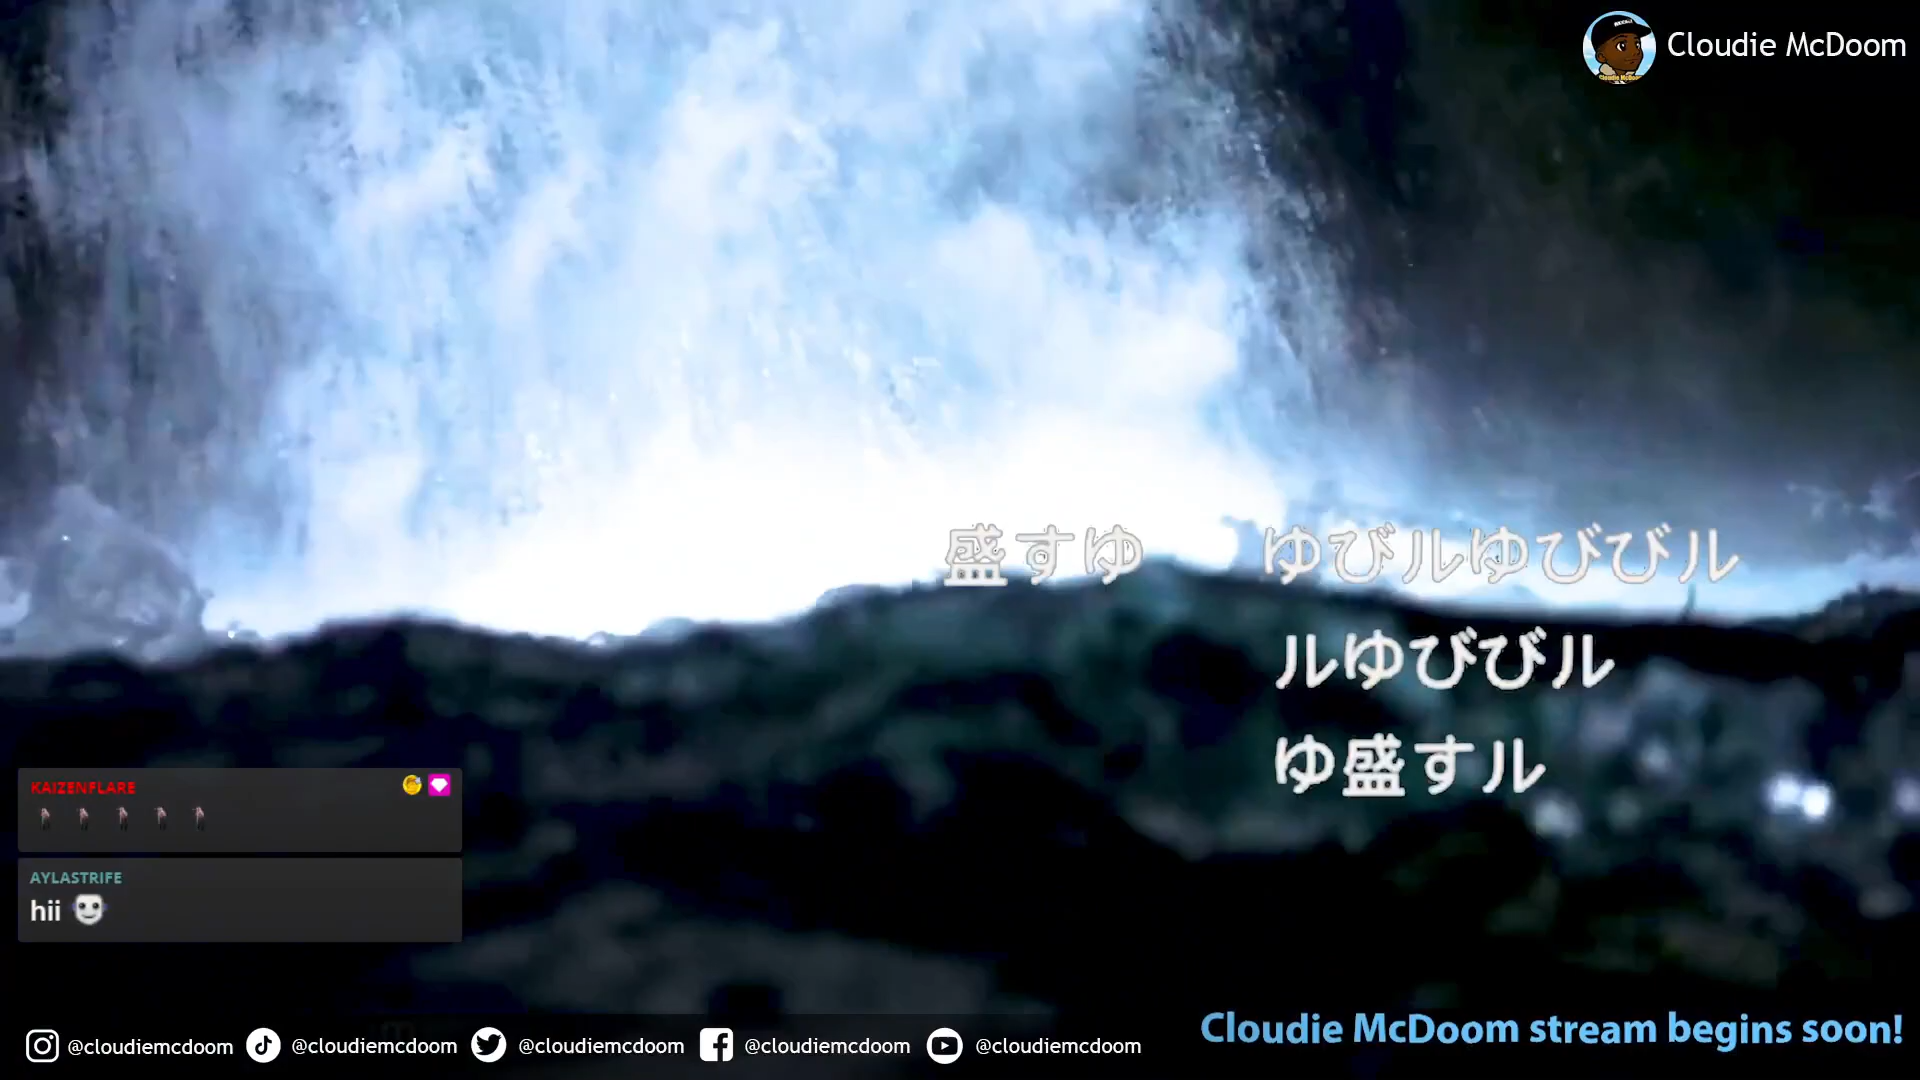 Cloudie McDoom
盛すゆ ゆびルゆびびル
ルゆびびル
ゆ盛すル
KAIZENFLARE
AYLASTRIFE
hii
@cloudiemcdoom @cloudiemcdoom @cloudiemcdoom @cloudiemcdoom @cloudiemcdoom
Cloudie McDoom stream begins soon!